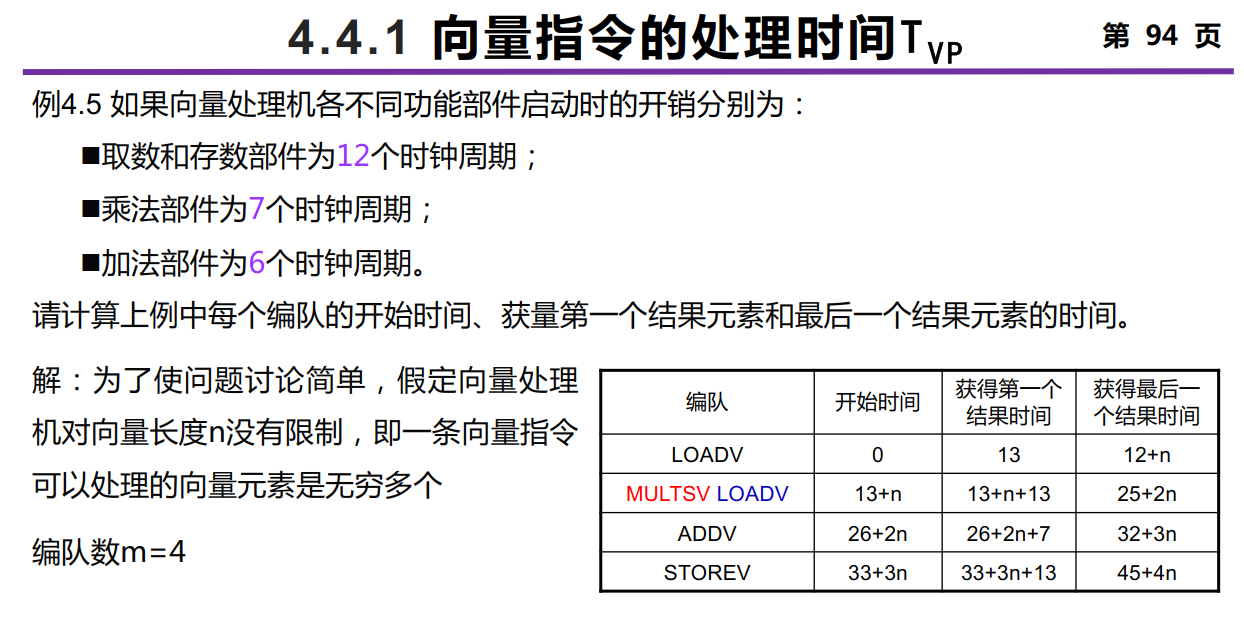 4.4.1 向量指令的处理时间TVP
第 94 页
例4.5 如果向量处理机各不同功能部件启动时的开销分别为：
■取数和存数部件为12个时钟周期；
■乘法部件为7个时钟周期；
■加法部件为6个时钟周期。
请计算上例中每个编队的开始时间、获量第一个结果元素和最后一个结果元素的时间。
解：为了使问题讨论简单，假定向量处理
机对向量长度n没有限制，即一条向量指令
可以处理的向量元素是无穷多个
编队数m=4
编队 开始时间 获得第一个结果时间 获得最后一个结果时间
LOADV 0 13 12+n
MULTSV LOADV 13+n 13+n+13 25+2n
ADDV 26+2n 26+2n+7 32+3n
STOREV 33+3n 33+3n+13 45+4n